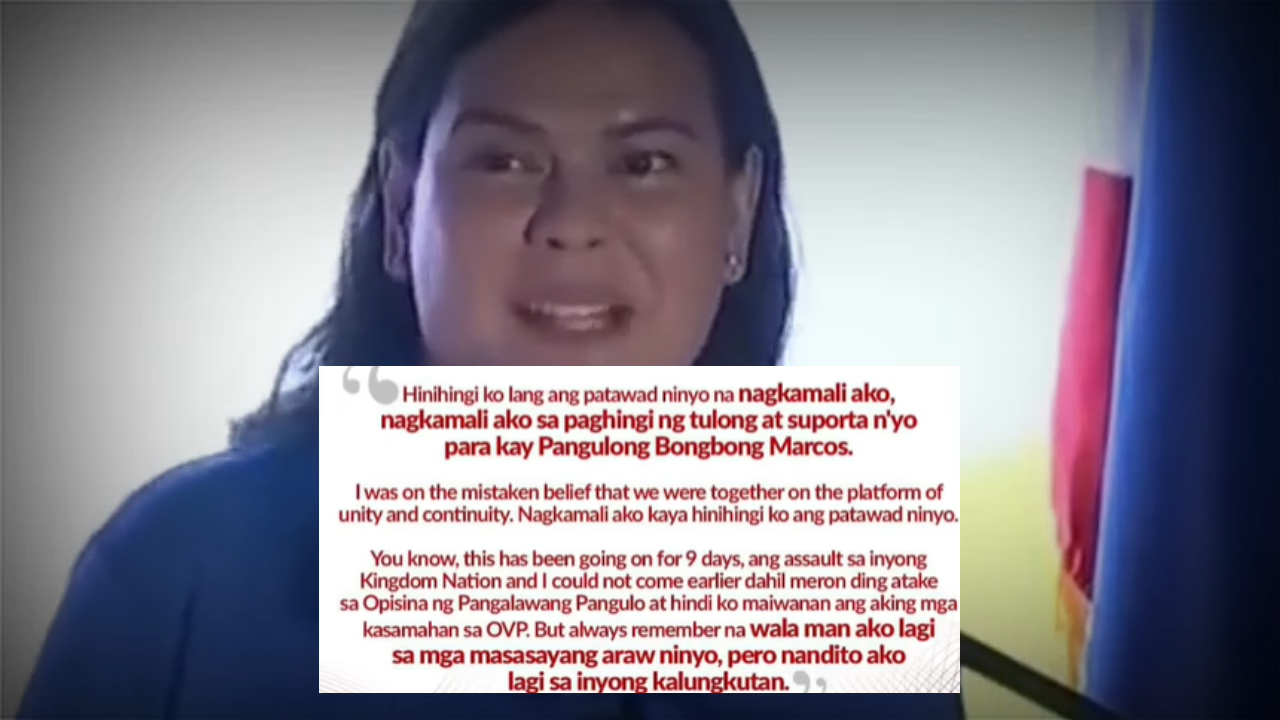 “Hinihingi ko lang ang patawad ninyo na nagkamali ako,
nagkamali ako sa paghingi ng tulong at suporta n'yo
para kay Pangulong Bongbong Marcos.
I was on the mistaken belief that we were together on the platform of
unity and continuity. Nagkamali ako kaya hinihingi ko ang patawad ninyo.
You know, this has been going on for 9 days, ang assault sa inyong
Kingdom Nation and I could not come earlier dahil meron ding atake
sa Opisina ng Pangalawang Pangulo at hindi ko maiwanan ang aking mga
kasamahan sa OVP. But always remember na wala man ako lagi
sa mga masasayang araw ninyo, pero nandito ako
lagi sa inyong kalungkutan.”